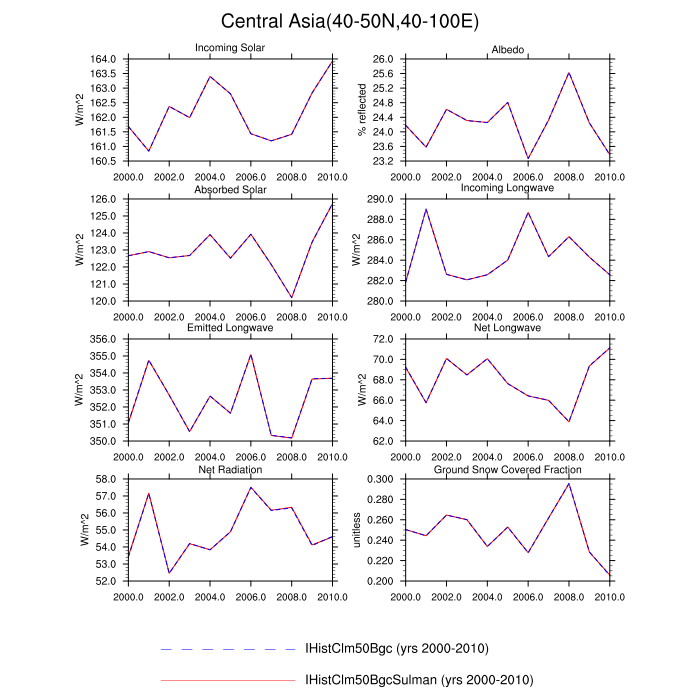 Central Asia(40-50N,40-100E)
Incoming Solar
W/m^2
164.0
163.5
163.0
162.5
162.0
161.5
161.0
160.5
2000.0 2002.0 2004.0 2006.0 2008.0 2010.0
Albedo
% reflected
26.0
25.6
25.2
24.8
24.4
24.0
23.6
23.2
2000.0 2002.0 2004.0 2006.0 2008.0 2010.0
Absorbed Solar
W/m^2
126.0
125.0
124.0
123.0
122.0
121.0
120.0
2000.0 2002.0 2004.0 2006.0 2008.0 2010.0
Incoming Longwave
W/m^2
290.0
288.0
286.0
284.0
282.0
280.0
2000.0 2002.0 2004.0 2006.0 2008.0 2010.0
Emitted Longwave
W/m^2
356.0
355.0
354.0
353.0
352.0
351.0
350.0
2000.0 2002.0 2004.0 2006.0 2008.0 2010.0
Net Longwave
W/m^2
72.0
70.0
68.0
66.0
64.0
62.0
2000.0 2002.0 2004.0 2006.0 2008.0 2010.0
Net Radiation
W/m^2
58.0
57.0
56.0
55.0
54.0
53.0
52.0
2000.0 2002.0 2004.0 2006.0 2008.0 2010.0
Ground Snow Covered Fraction
unitless
0.300
0.280
0.260
0.240
0.220
0.200
2000.0 2002.0 2004.0 2006.0 2008.0 2010.0
IHistClm50Bgc (yrs 2000-2010)
IHistClm50BgcSulman (yrs 2000-2010)